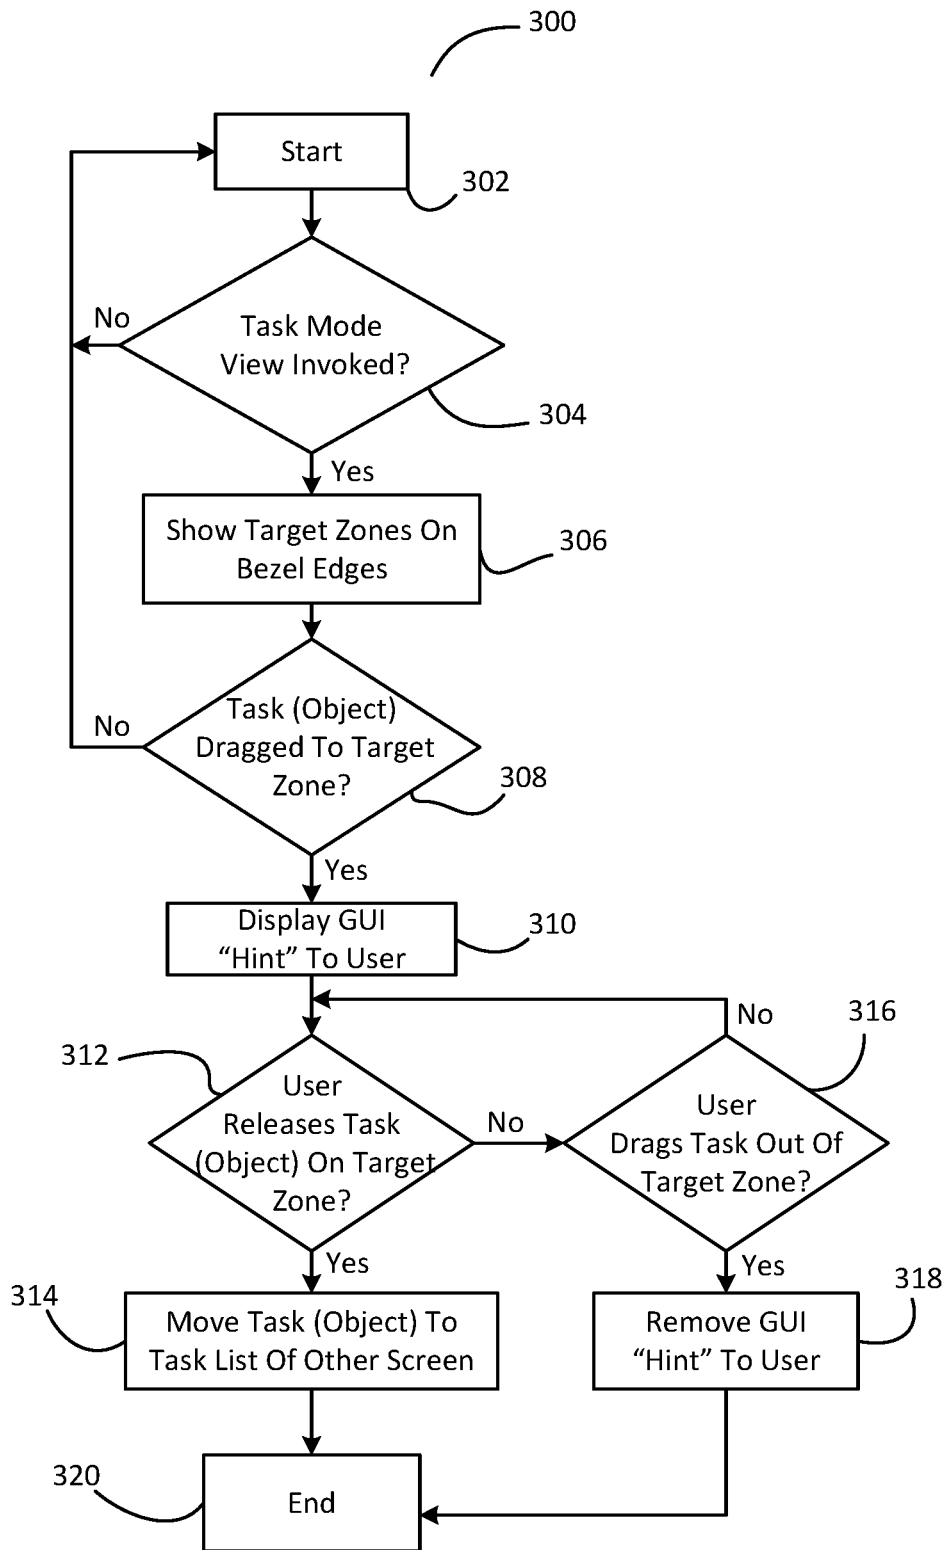 300
Start
302
No
Task Mode
View Invoked?
304
Yes
Show Target Zones On
Bezel Edges
306
No
Task (Object)
Dragged To Target
Zone?
308
Yes
Display GUI
“Hint” To User
310
No
316
312
User
Releases Task
(Object) On Target
Zone?
No
User
Drags Task Out Of
Target Zone?
Yes
Yes
314
Move Task (Object) To
Task List Of Other Screen
Remove GUI
“Hint” To User
318
320
End